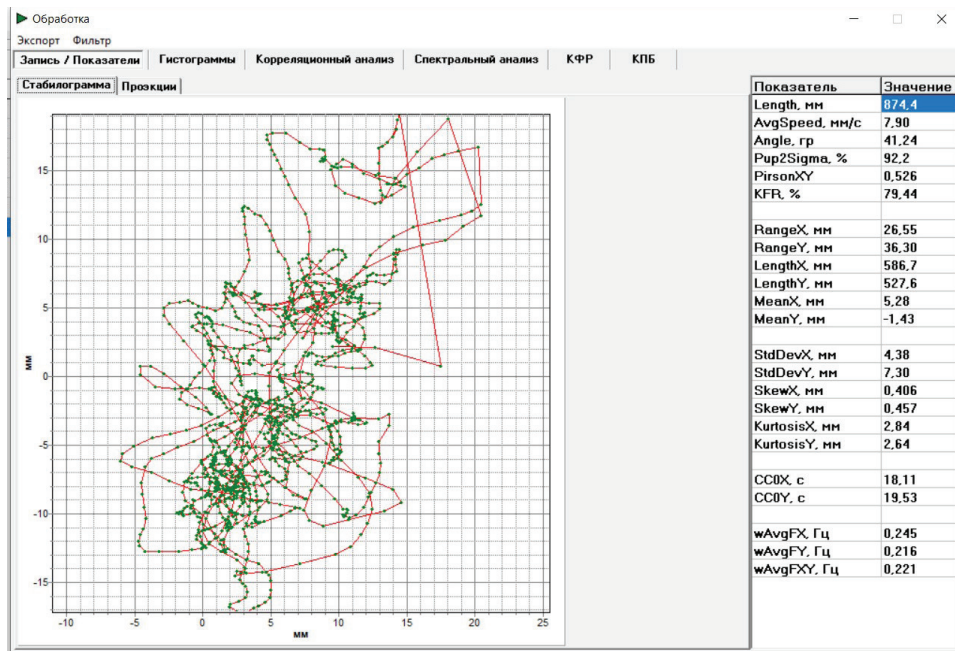 Обработка
Экспорт Фильтр
Запись / Показатели Гистограммы Корреляционный анализ Спектральный анализ КФР КПБ
Стабилограмма Проэкции
Показатель Значение
Length, мм 874,4
AvgSpeed, мм/с 7,90
Angle, гр 41,24
Pup2Sigma, % 92,2
PirsonXY 0,526
KFR, % 79,44
RangeX, мм 26,55
RangeY, мм 36,30
LengthX, мм 586,7
LengthY, мм 527,6
MeanX, мм 5,28
MeanY, мм -1,43
StdDevX, мм 4,38
StdDevY, мм 7,30
SkewX, мм 0,406
SkewY, мм 0,457
KurtosisX, мм 2,84
KurtosisY, мм 2,64
CC0X, с 18,11
CC0Y, с 19,53
wAvgFX, Гц 0,245
wAvgFY, Гц 0,216
wAvgFXY, Гц 0,221
15
10
5
0
-5
-10
-15
мм
-10 -5 0 5 10 15 20 25
мм